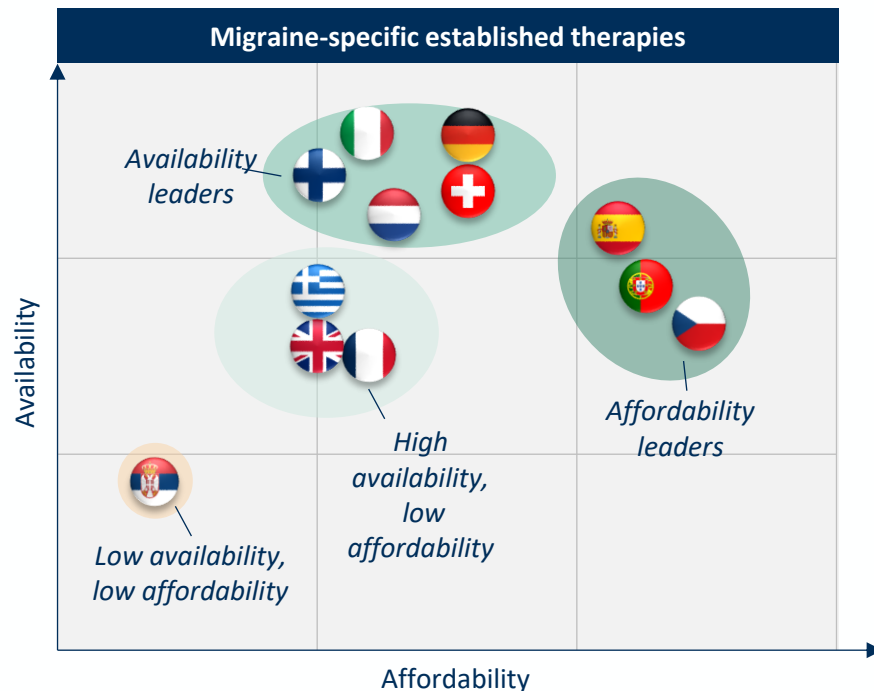 Migraine-specific established therapies
Availability
leaders
Availability
Affordability
leaders
High
availability,
low
affordability
Low availability,
low affordability
Affordability